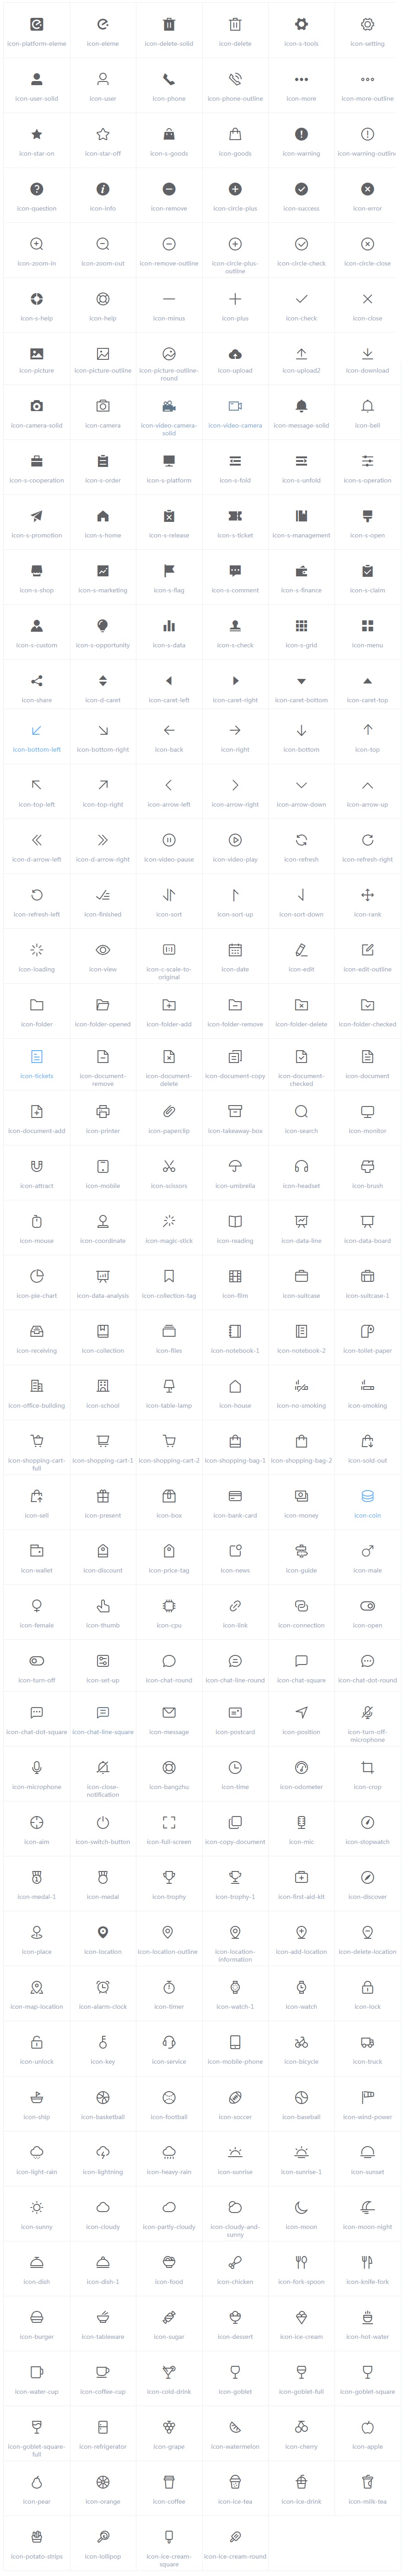 icon-platform-eleme icon-eleme icon-delete-solid icon-delete icon-s-tools icon-setting
icon-user-solid icon-user icon-phone icon-phone-outline icon-more icon-more-outline
icon-star-on icon-star-off icon-s-goods icon-goods icon-warning icon-warning-outline
icon-question icon-info icon-remove icon-circle-plus icon-success icon-error
icon-zoom-in icon-zoom-out icon-remove-outline icon-circle-plus- icon-circle-check icon-circle-close
outline
icon-s-help icon-help icon-minus icon-plus icon-check icon-close
icon-picture icon-picture-outline icon-picture-outline- icon-upload icon-upload2 icon-download
round
icon-camera-solid icon-camera icon-video-camera- icon-video-camera icon-message-solid icon-bell
solid
icon-s-cooperation icon-s-order icon-s-platform icon-s-fold icon-s-unfold icon-s-operation
icon-s-promotion icon-s-home icon-s-release icon-s-ticket icon-s-management icon-s-open
icon-s-shop icon-s-marketing icon-s-flag icon-s-comment icon-s-finance icon-s-claim
icon-s-custom icon-s-opportunity icon-s-data icon-s-check icon-s-grid icon-menu
icon-share icon-d-caret icon-caret-left icon-caret-right icon-caret-bottom icon-caret-top
icon-bottom-left icon-bottom-right icon-back icon-right icon-bottom icon-top
icon-top-left icon-top-right icon-arrow-left icon-arrow-right icon-arrow-down icon-arrow-up
icon-d-arrow-left icon-d-arrow-right icon-video-pause icon-video-play icon-refresh icon-refresh-right
icon-refresh-left icon-finished icon-sort icon-sort-up icon-sort-down icon-rank
icon-loading icon-view icon-c-scale-to- icon-date icon-edit icon-edit-outline
original
icon-folder icon-folder-opened icon-folder-add icon-folder-remove icon-folder-delete icon-folder-checked
icon-tickets icon-document- icon-document- icon-document-copy icon-document- icon-document
remove delete checked
icon-document-add icon-printer icon-paperclip icon-takeaway-box icon-search icon-monitor
icon-attract icon-mobile icon-scissors icon-umbrella icon-headset icon-brush
icon-mouse icon-coordinate icon-magic-stick icon-reading icon-data-line icon-data-board
icon-pie-chart icon-data-analysis icon-collection-tag icon-film icon-suitcase icon-suitcase-1
icon-receiving icon-collection icon-files icon-notebook-1 icon-notebook-2 icon-toilet-paper
icon-office-building icon-school icon-table-lamp icon-house icon-no-smoking icon-smoking
icon-shopping-cart- icon-shopping-cart-1 icon-shopping-cart-2 icon-shopping-bag-1 icon-shopping-bag-2 icon-sold-out
full
icon-sell icon-present icon-box icon-bank-card icon-money icon-coin
icon-wallet icon-discount icon-price-tag icon-news icon-guide icon-male
icon-female icon-thumb icon-cpu icon-link icon-connection icon-open
icon-turn-off icon-set-up icon-chat-round icon-chat-line-round icon-chat-square icon-chat-dot-round
icon-chat-dot-square icon-chat-line-square icon-message icon-postcard icon-position icon-turn-off-
microphone
icon-microphone icon-close- icon-bangzhu icon-time icon-odometer icon-crop
notification
icon-aim icon-switch-button icon-full-screen icon-copy-document icon-mic icon-stopwatch
icon-medal-1 icon-medal icon-trophy icon-trophy-1 icon-first-aid-kit icon-discover
icon-place icon-location icon-location-outline icon-location- icon-add-location icon-delete-location
information
icon-map-location icon-alarm-clock icon-timer icon-watch-1 icon-watch icon-lock
icon-unlock icon-key icon-service icon-mobile-phone icon-bicycle icon-truck
icon-ship icon-basketball icon-football icon-soccer icon-baseball icon-wind-power
icon-light-rain icon-lightning icon-heavy-rain icon-sunrise icon-sunrise-1 icon-sunset
icon-sunny icon-cloudy icon-partly-cloudy icon-cloudy-and- icon-moon icon-moon-night
sunny
icon-dish icon-dish-1 icon-food icon-chicken icon-fork-spoon icon-knife-fork
icon-burger icon-tableware icon-sugar icon-dessert icon-ice-cream icon-hot-water
icon-water-cup icon-coffee-cup icon-cold-drink icon-goblet icon-goblet-full icon-goblet-square
icon-goblet-square- icon-refrigerator icon-grape icon-watermelon icon-cherry icon-apple
full
icon-pear icon-orange icon-coffee icon-ice-tea icon-ice-drink icon-milk-tea
icon-potato-strips icon-lollipop icon-ice-cream- icon-ice-cream-round
square